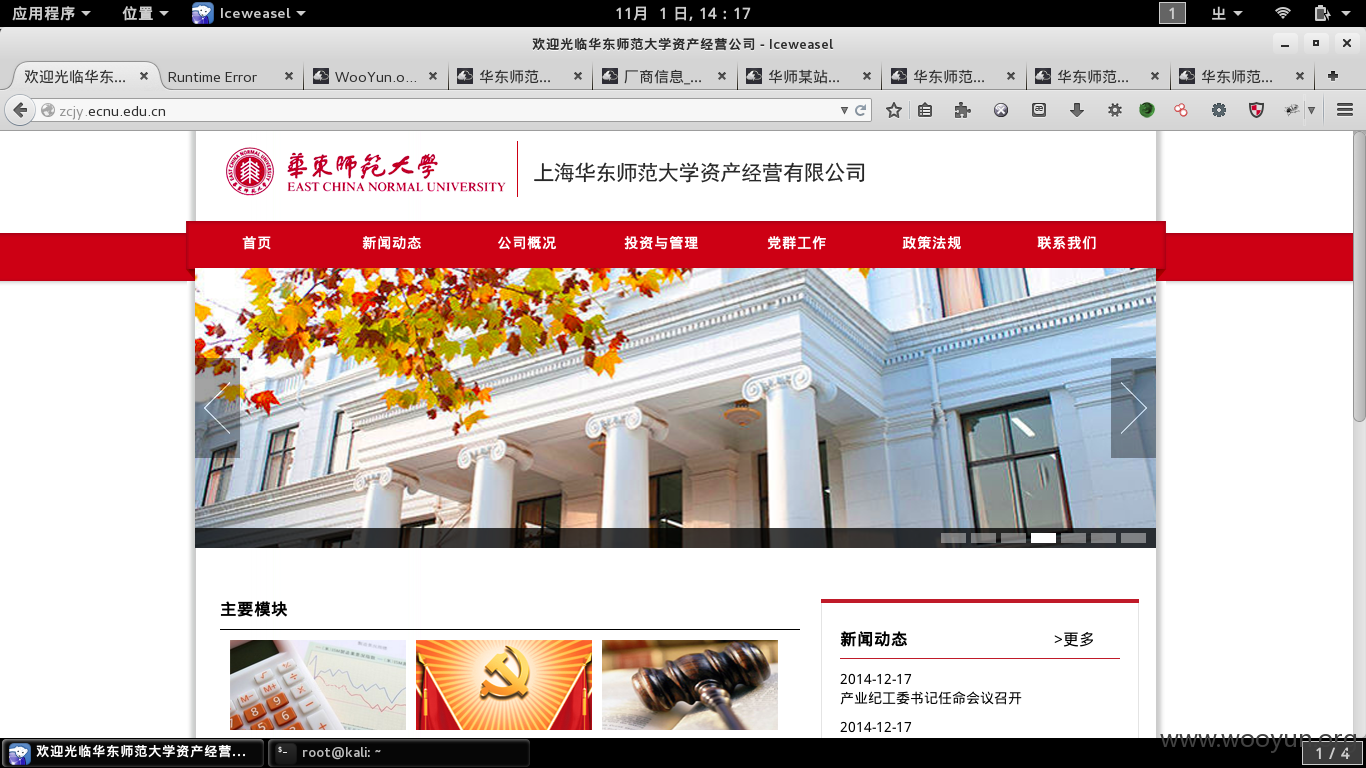 应用程序 位置 Iceweasel 11月 1日, 14 : 17 1
欢迎光临华东师范大学资产经营公司 - Iceweasel
欢迎光临华东... Runtime Error WooYun.o... 华东师范... 厂商信息_... 华师某站... 华东师范... 华东师范... 华东师范...
zcjy.ecnu.edu.cn
華東师范大学
EAST CHINA NORMAL UNIVERSITY
上海华东师范大学资产经营有限公司
首页 新闻动态 公司概况 投资与管理 党群工作 政策法规 联系我们
主要模块
新闻动态 >更多
2014-12-17
产业纪工委书记任命会议召开
2014-12-17
www.wooyun.org
欢迎光临华东师范大学资产经营... root@kali: ~ 1 / 4